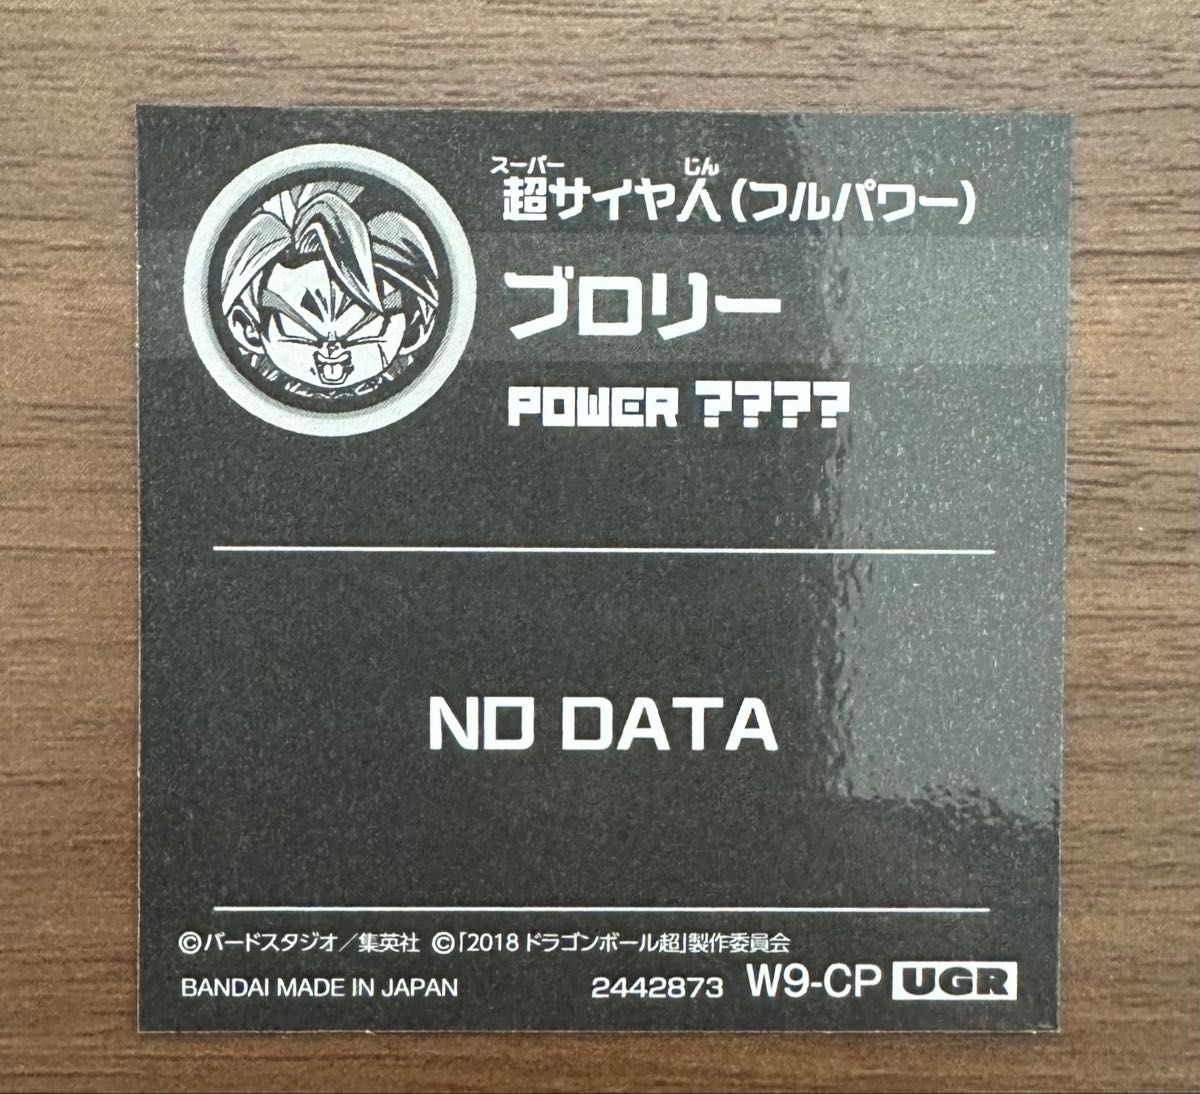 スーパー じん
超サイヤ人(フルパワー)
ブロリー
POWER ????
NO DATA
©バードスタジオ/集英社 ©「2018 ドラゴンボール超」製作委員会
BANDAI MADE IN JAPAN 2442873 W9-CP UGR